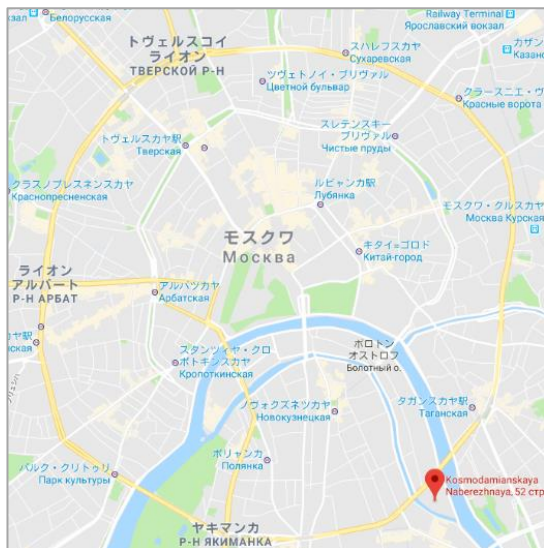 Белорусская
Railway Terminal
Ярославский вокзал
トヴェルスコイ
ライオン
ТВЕРСКОЙ Р-Н
スハレフスカヤ
Сухаревская
カザン
Казанс
ツヴェトノイ・ブリヴァル
Цветной бульвар
クラースニエ・ヴ
Красные ворота
トヴェルスカヤ駅
Тверская
スレテンスキー
ブリヴァル
Чистые пруды
クラスノプレスネンスカヤ
Краснопресненская
ルビャンカ駅
Лубянка
モスクワ・クルスカヤ
Москва Курская
モスクワ
Москва
キタイ=ゴロド
Китай-город
ライオン
アルバート
Р-Н АРБАТ
アルバツカヤ
Арбатская
カヤ駅
нская
スタンツィヤ・クロ
ポトキンスカヤ
Кропоткинская
ボロトン
オストロフ
Болотный о.
ノヴォクズネツカヤ
Новокузнецкая
タガンスカヤ駅
Таганская
パルク・クリトゥリ
Парк культуры
ポリャンカ
Полянка
Kosmodamianskaya
Naberezhnaya, 52 стр
ヤキマンカ
Р-Н ЯКИМАНКА